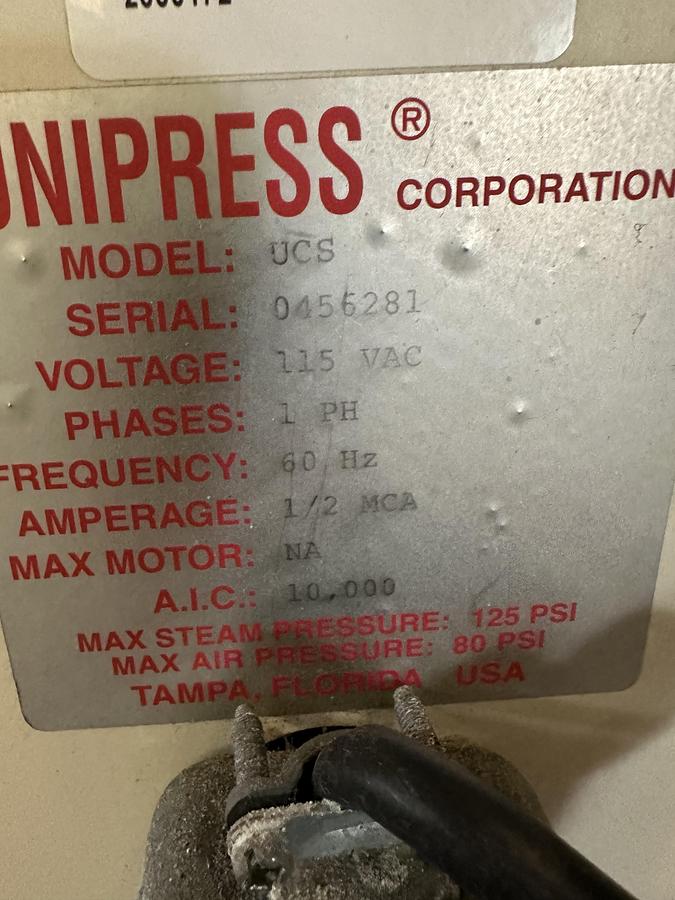 UNIPRESS ® CORPORATION
MODEL: UCS
SERIAL: 0456281
VOLTAGE: 115 VAC
PHASES: 1 PH
FREQUENCY: 60 Hz
AMPERAGE: 1/2 MCA
MAX MOTOR: NA
A.I.C.: 10,000
MAX STEAM PRESSURE: 125 PSI
MAX AIR PRESSURE: 80 PSI
TAMPA, FLORIDA USA